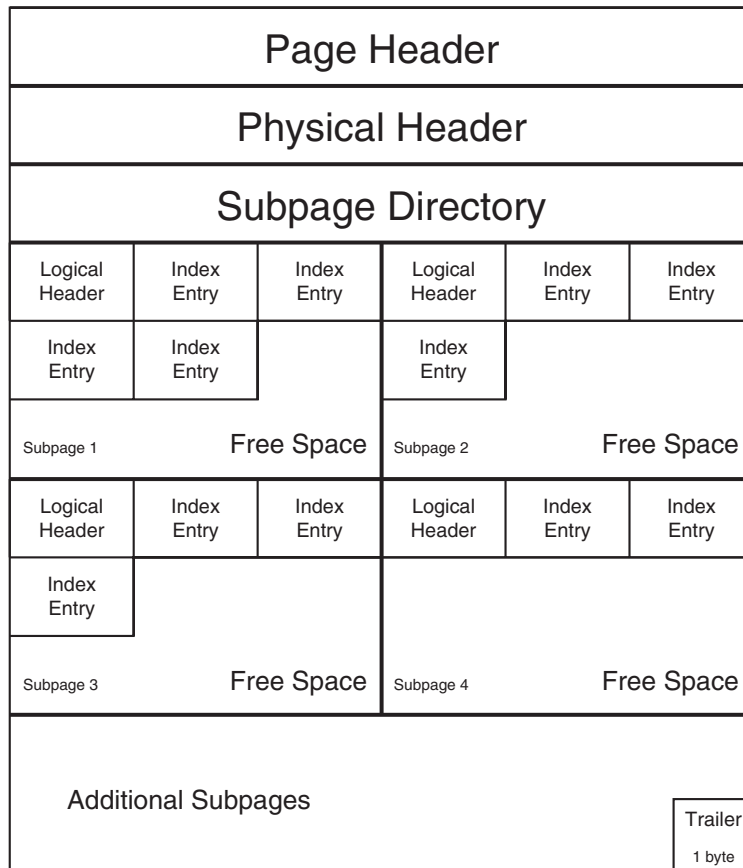 Page Header
Physical Header
Subpage Directory
Logical
Header
Index
Entry
Index
Entry
Index
Entry
Index
Entry
Subpage 1
Free Space
Logical
Header
Index
Entry
Index
Entry
Index
Entry
Subpage 2
Free Space
Logical
Header
Index
Entry
Index
Entry
Index
Entry
Subpage 3
Free Space
Logical
Header
Index
Entry
Index
Entry
Subpage 4
Free Space
Additional Subpages
Trailer
1 byte